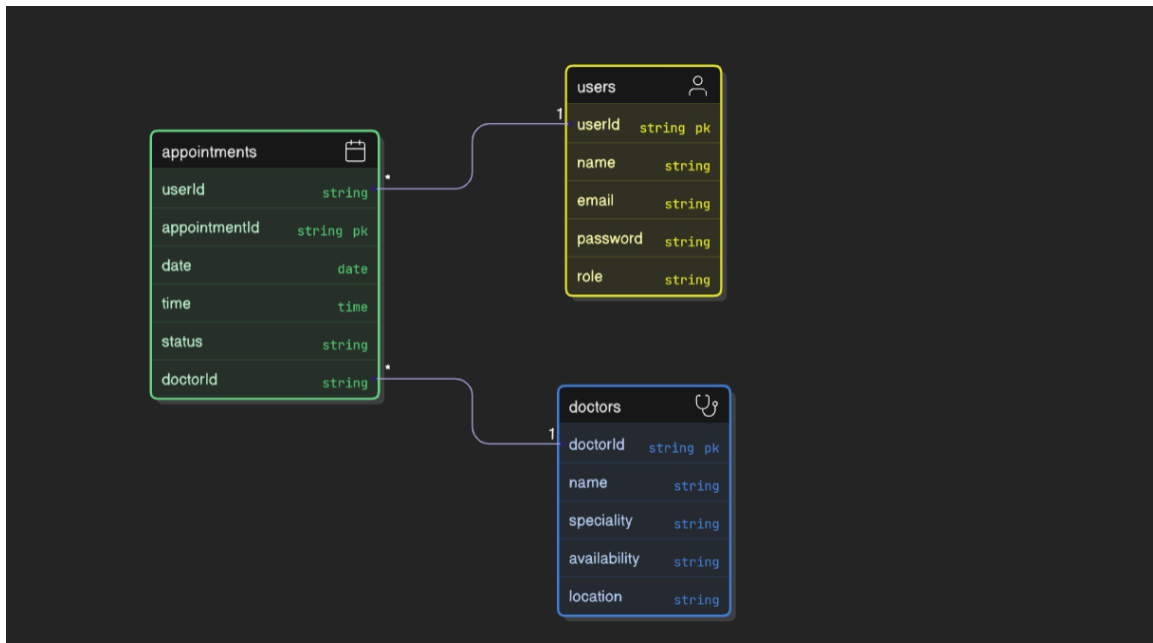 appointments
userId string
appointmentId string pk
date date
time time
status string
doctorId string
*
*
1
users
userId string pk
name string
email string
password string
role string
1
doctors
doctorId string pk
name string
speciality string
availability string
location string